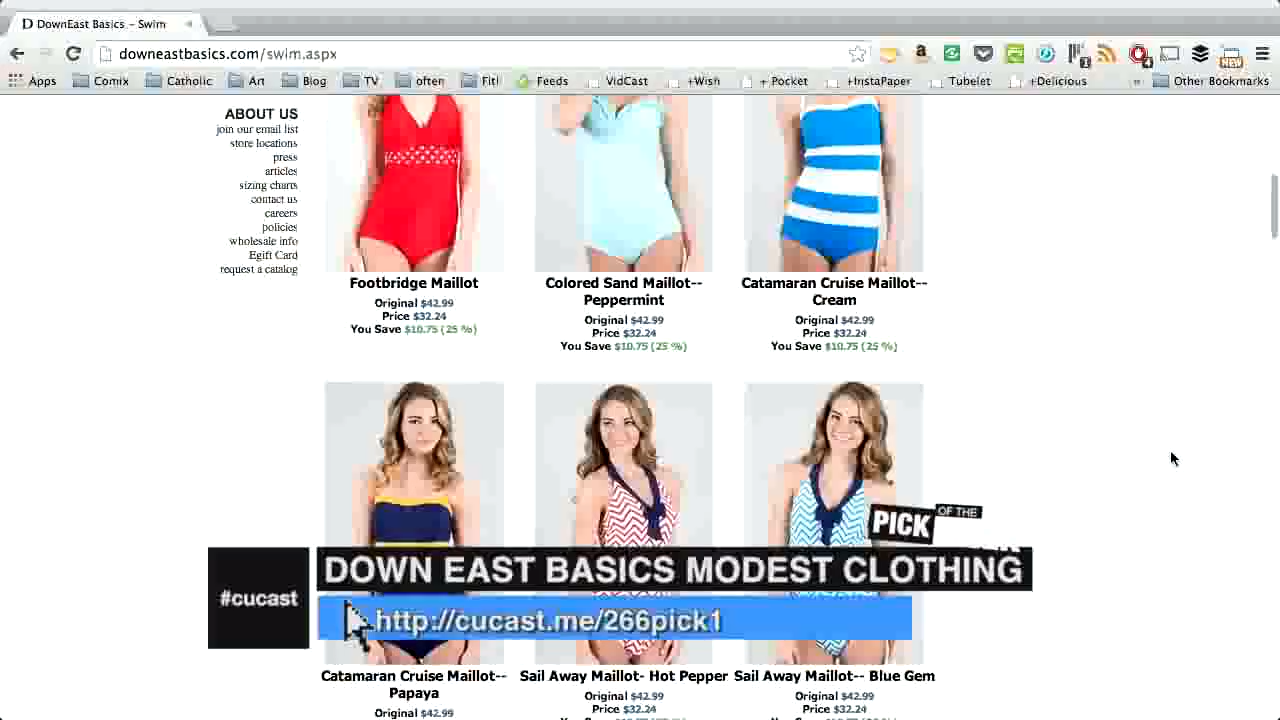 DownEast Basics - Swim
downeastbasics.com/swim.aspx
Apps Comix Catholic Art Blog TV often Fit! Feeds VidCast +Wish + Pocket +InstaPaper Tubelet +Delicious » Other Bookmarks
NEW
ABOUT US
join our email list
store locations
press
articles
sizing charts
contact us
careers
policies
wholesale info
Egift Card
request a catalog
Footbridge Maillot
Original $42.99
Price $32.24
You Save $10.75 (25 %)
Colored Sand Maillot--
Peppermint
Original $42.99
Price $32.24
You Save $10.75 (25 %)
Catamaran Cruise Maillot--
Cream
Original $42.99
Price $32.24
You Save $10.75 (25 %)
PICK
OF THE
#cucast
DOWN EAST BASICS MODEST CLOTHING
http://cucast.me/266pick1
Catamaran Cruise Maillot--
Papaya
Original $42.99
Sail Away Maillot- Hot Pepper
Original $42.99
Price $32.24
Sail Away Maillot-- Blue Gem
Original $42.99
Price $32.24